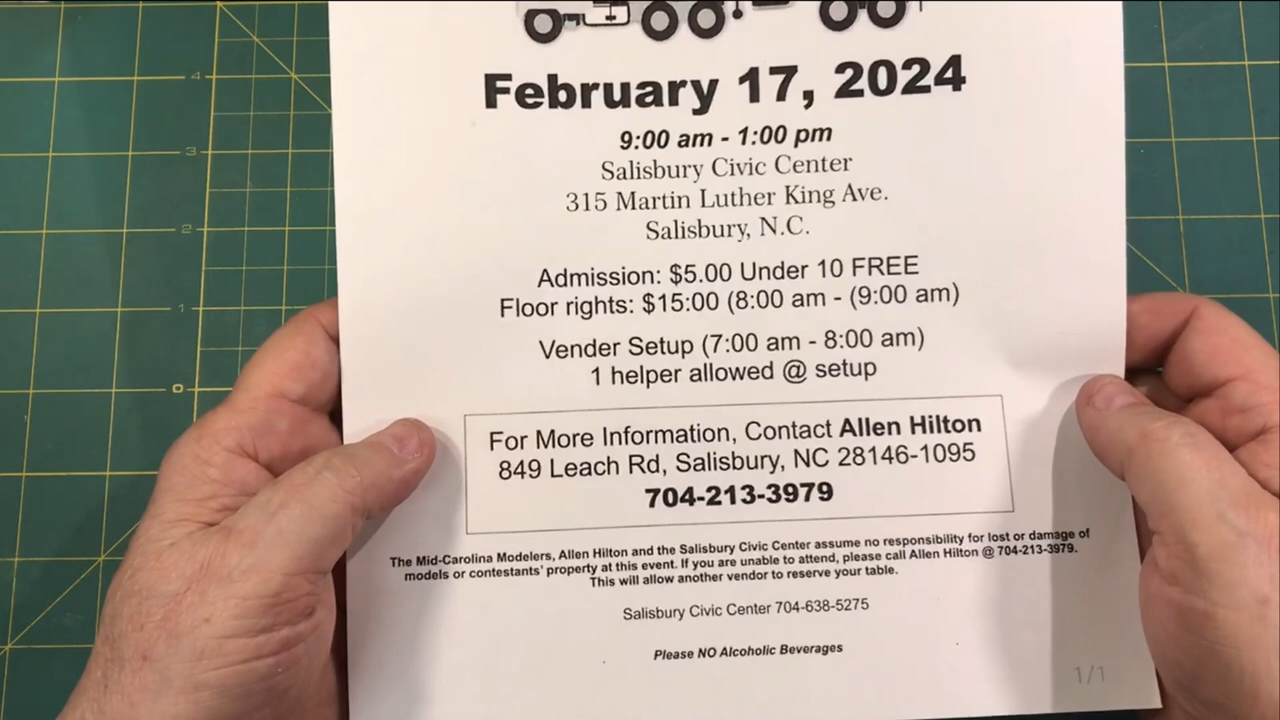 February 17, 2024
9:00 am - 1:00 pm
Salisbury Civic Center
315 Martin Luther King Ave.
Salisbury, N.C.
Admission: $5.00 Under 10 FREE
Floor rights: $15:00 (8:00 am - (9:00 am)
Vender Setup (7:00 am - 8:00 am)
1 helper allowed @ setup
For More Information, Contact Allen Hilton
849 Leach Rd, Salisbury, NC 28146-1095
704-213-3979
The Mid-Carolina Modelers, Allen Hilton and the Salisbury Civic Center assume no responsibility for lost or damage of
models or contestants' property at this event. If you are unable to attend, please call Allen Hilton @ 704-213-3979.
This will allow another vendor to reserve your table.
Salisbury Civic Center 704-638-5275
Please NO Alcoholic Beverages
1/1
4
3
2
1
0